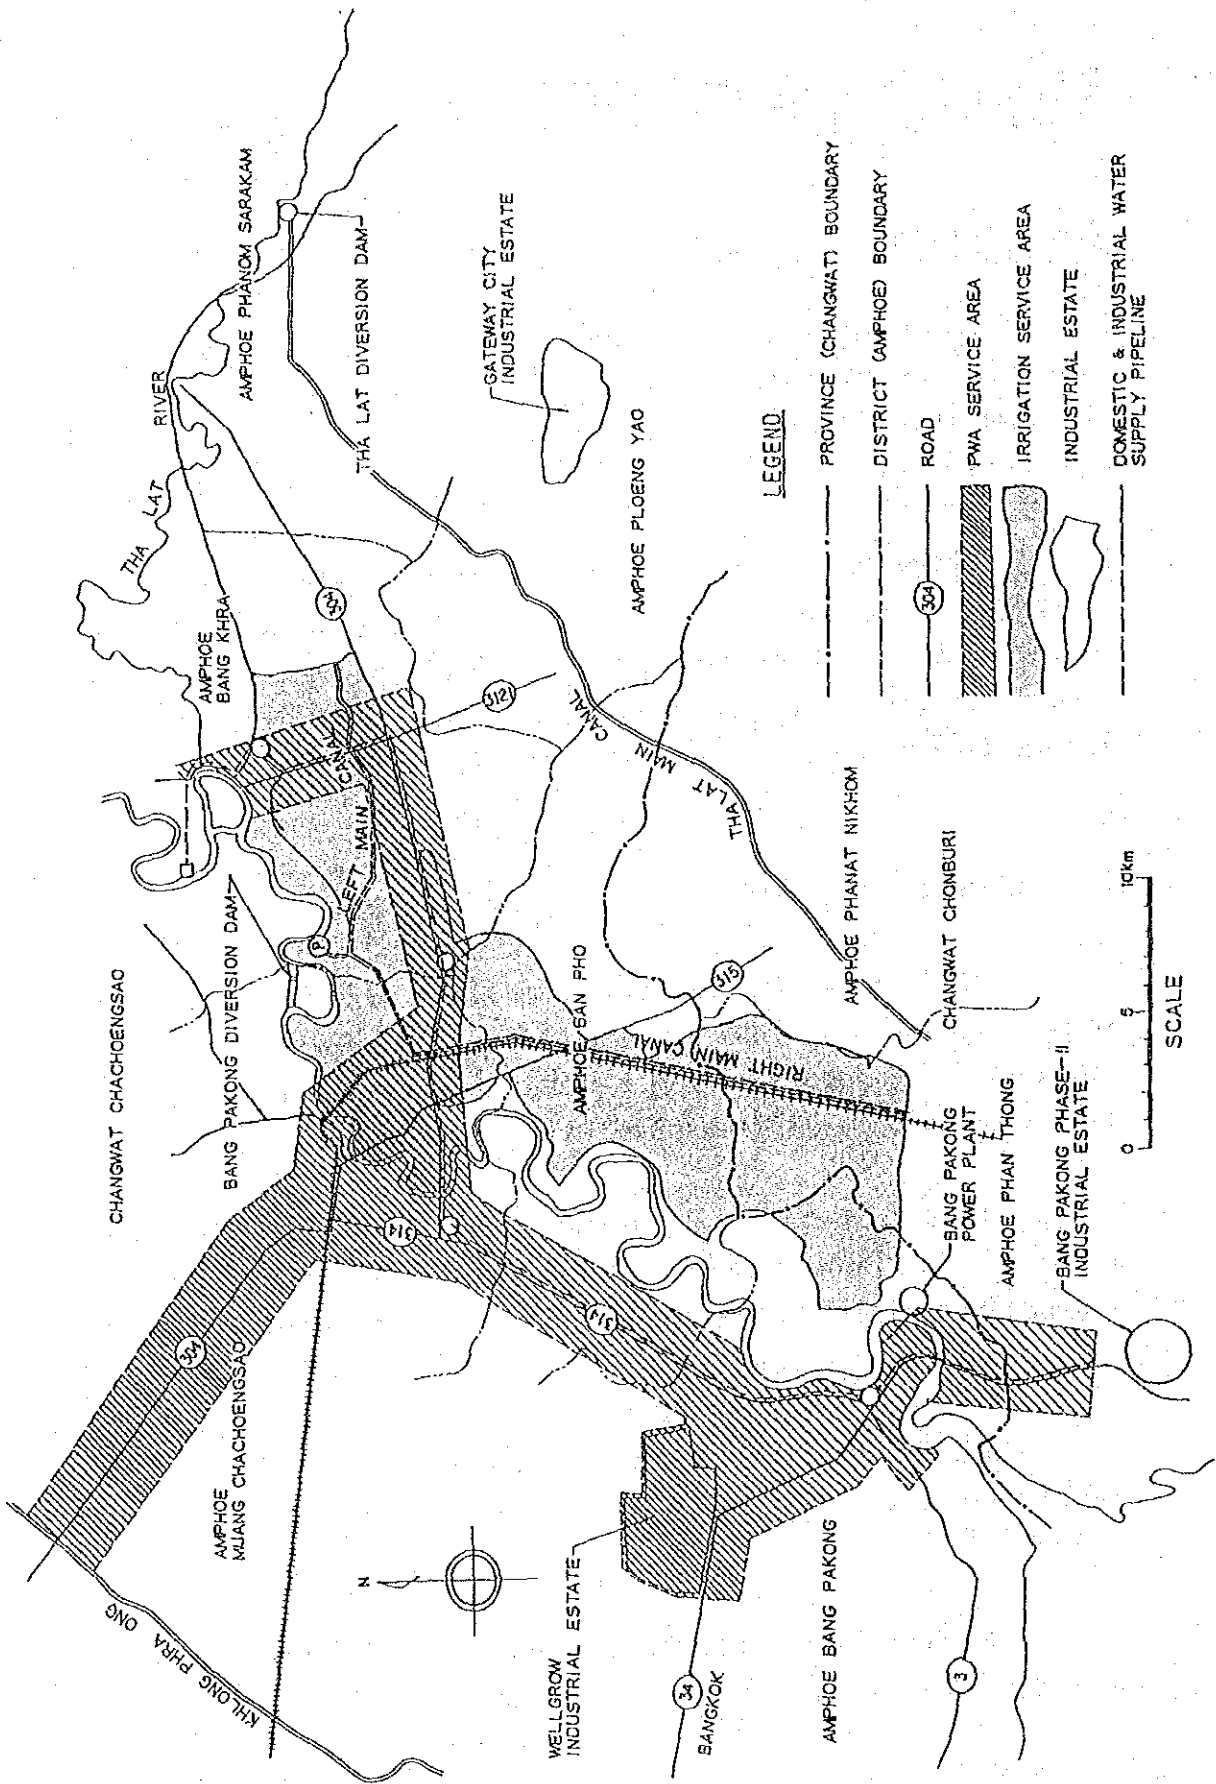 CHANGWAT CHACHOENGSAO
KHLONG PHRA ONG
AMPHOE
MUANG CHACHOENGSAO
304
314
314
BANG PAKONG DIVERSION DAM
P
THA LAT RIVER
AMPHOE
BANG KHRA
AMPHOE PHANOM SARAKAM
THA LAT DIVERSION DAM
LEFT MAIN CANAL
304
3121
GATEWAY CITY
INDUSTRIAL ESTATE
AMPHOE PLOENG YAO
N
WELLGROW
INDUSTRIAL ESTATE
34
BANGKOK
AMPHOE BANG PAKONG
3
AMPHOE BAN PHO
RIGHT MAIN CANAL
315
THA LAT MAIN CANAL
AMPHOE PHANAT NIKHOM
CHANGWAT CHONBURI
BANG PAKONG
POWER PLANT
AMPHOE PHAN THONG
BANG PAKONG PHASE-II
INDUSTRIAL ESTATE
0 5 10km
SCALE
LEGEND
PROVINCE (CHANGWAT) BOUNDARY
DISTRICT (AMPHOE) BOUNDARY
304 ROAD
PWA SERVICE AREA
IRRIGATION SERVICE AREA
INDUSTRIAL ESTATE
DOMESTIC & INDUSTRIAL WATER
SUPPLY PIPELINE